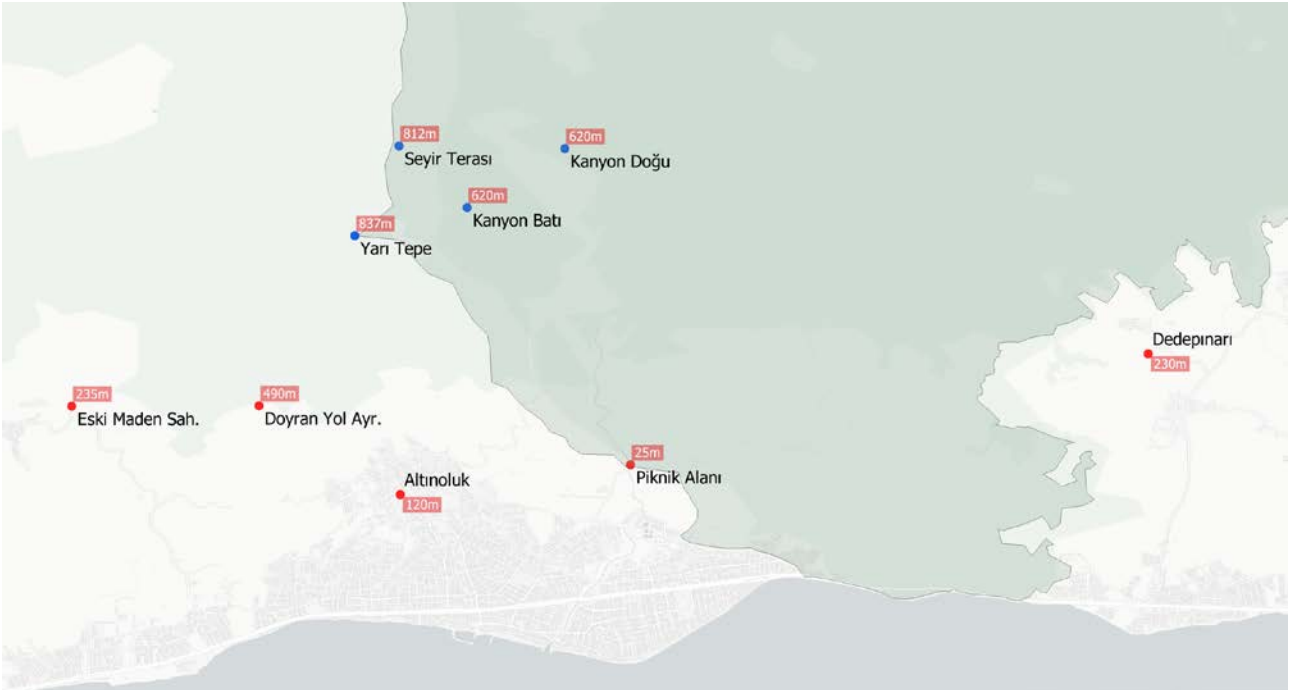 812m
Seyir Terası
620m
Kanyon Doğu
620m
Kanyon Batı
837m
Yarı Tepe
Dedepınarı
230m
235m
Eski Maden Sah.
490m
Doyran Yol Ayr.
25m
Piknik Alanı
Altınoluk
120m